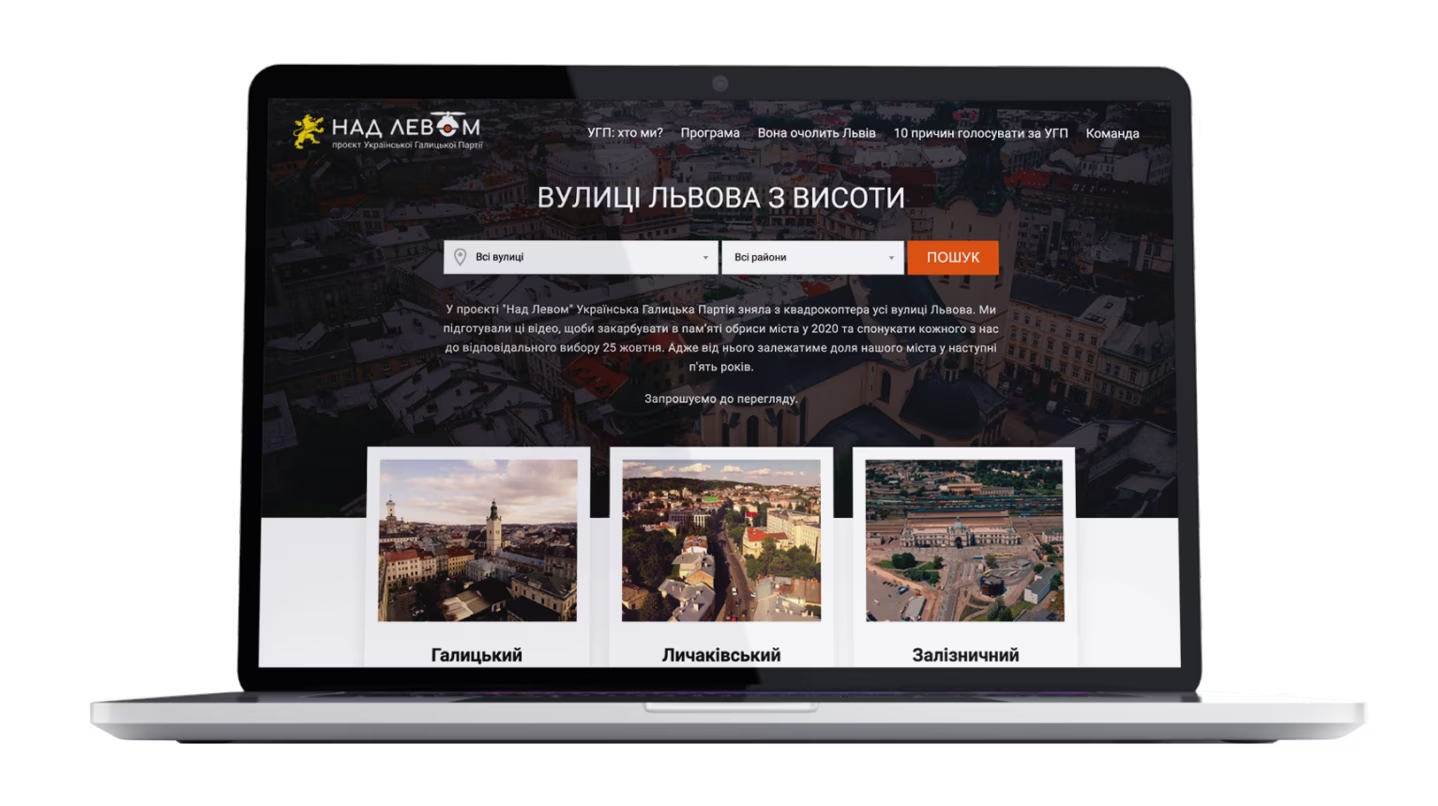 НАД ЛЕВОМ
проєкт Української Галицької Партії
УГП: хто ми? Програма Вона очолить Львів 10 причин голосувати за УГП Команда
ВУЛИЦІ ЛЬВОВА З ВИСОТИ
Всі вулиці Всі райони ПОШУК
У проєкті "Над Левом" Українська Галицька Партія зняла з квадрокоптера усі вулиці Львова. Ми
підготували ці відео, щоби закарбувати в пам'яті обриси міста у 2020 та спонукати кожного з нас
до відповідального вибору 25 жовтня. Адже від нього залежатиме доля нашого міста у наступні
п'ять років.
Запрошуємо до перегляду.
Галицький Личаківський Залізничний